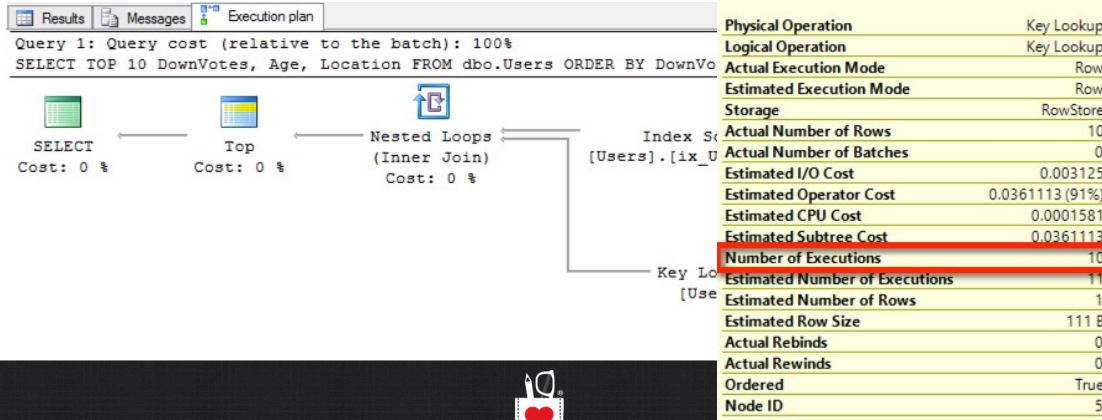 Results Messages Execution plan
Query 1: Query cost (relative to the batch): 100%
SELECT TOP 10 DownVotes, Age, Location FROM dbo.Users ORDER BY DownVo
SELECT
Cost: 0 %
Top
Cost: 0 %
Nested Loops
(Inner Join)
Cost: 0 %
Index Sc
[Users].[ix_U
Key Lo
[Use
Physical Operation Key Lookup
Logical Operation Key Lookup
Actual Execution Mode Row
Estimated Execution Mode Row
Storage RowStore
Actual Number of Rows 10
Actual Number of Batches 0
Estimated I/O Cost 0.003125
Estimated Operator Cost 0.0361113 (91%)
Estimated CPU Cost 0.0001581
Estimated Subtree Cost 0.0361113
Number of Executions 10
Estimated Number of Executions 11
Estimated Number of Rows 1
Estimated Row Size 111 B
Actual Rebinds 0
Actual Rewinds 0
Ordered True
Node ID 5